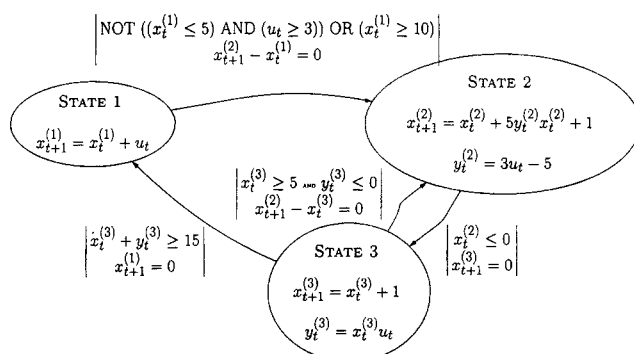 NOT ((x_t^{(1)} ≤ 5) AND (u_t ≥ 3)) OR (x_t^{(1)} ≥ 10)
x_{t+1}^{(2)} − x_t^{(1)} = 0
STATE 1
x_{t+1}^{(1)} = x_t^{(1)} + u_t
STATE 2
x_{t+1}^{(2)} = x_t^{(2)} + 5y_t^{(2)}x_t^{(2)} + 1
y_t^{(2)} = 3u_t − 5
x_t^{(3)} ≥ 5 AND y_t^{(3)} ≤ 0
x_{t+1}^{(2)} − x_t^{(3)} = 0
x_t^{(3)} + y_t^{(3)} ≥ 15
x_{t+1}^{(1)} = 0
x_t^{(2)} ≤ 0
x_{t+1}^{(3)} = 0
STATE 3
x_{t+1}^{(3)} = x_t^{(3)} + 1
y_t^{(3)} = x_t^{(3)}u_t